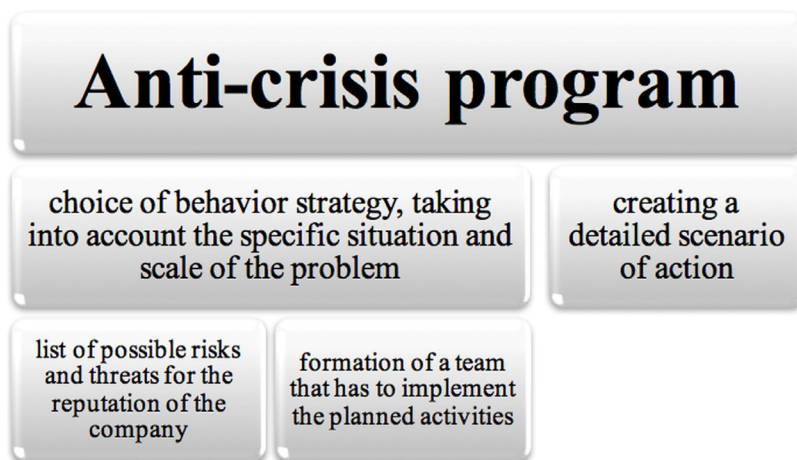 Anti-crisis program
choice of behavior strategy, taking
into account the specific situation and
scale of the problem
creating a
detailed scenario
of action
list of possible risks
and threats for the
reputation of the
company
formation of a team
that has to implement
the planned activities